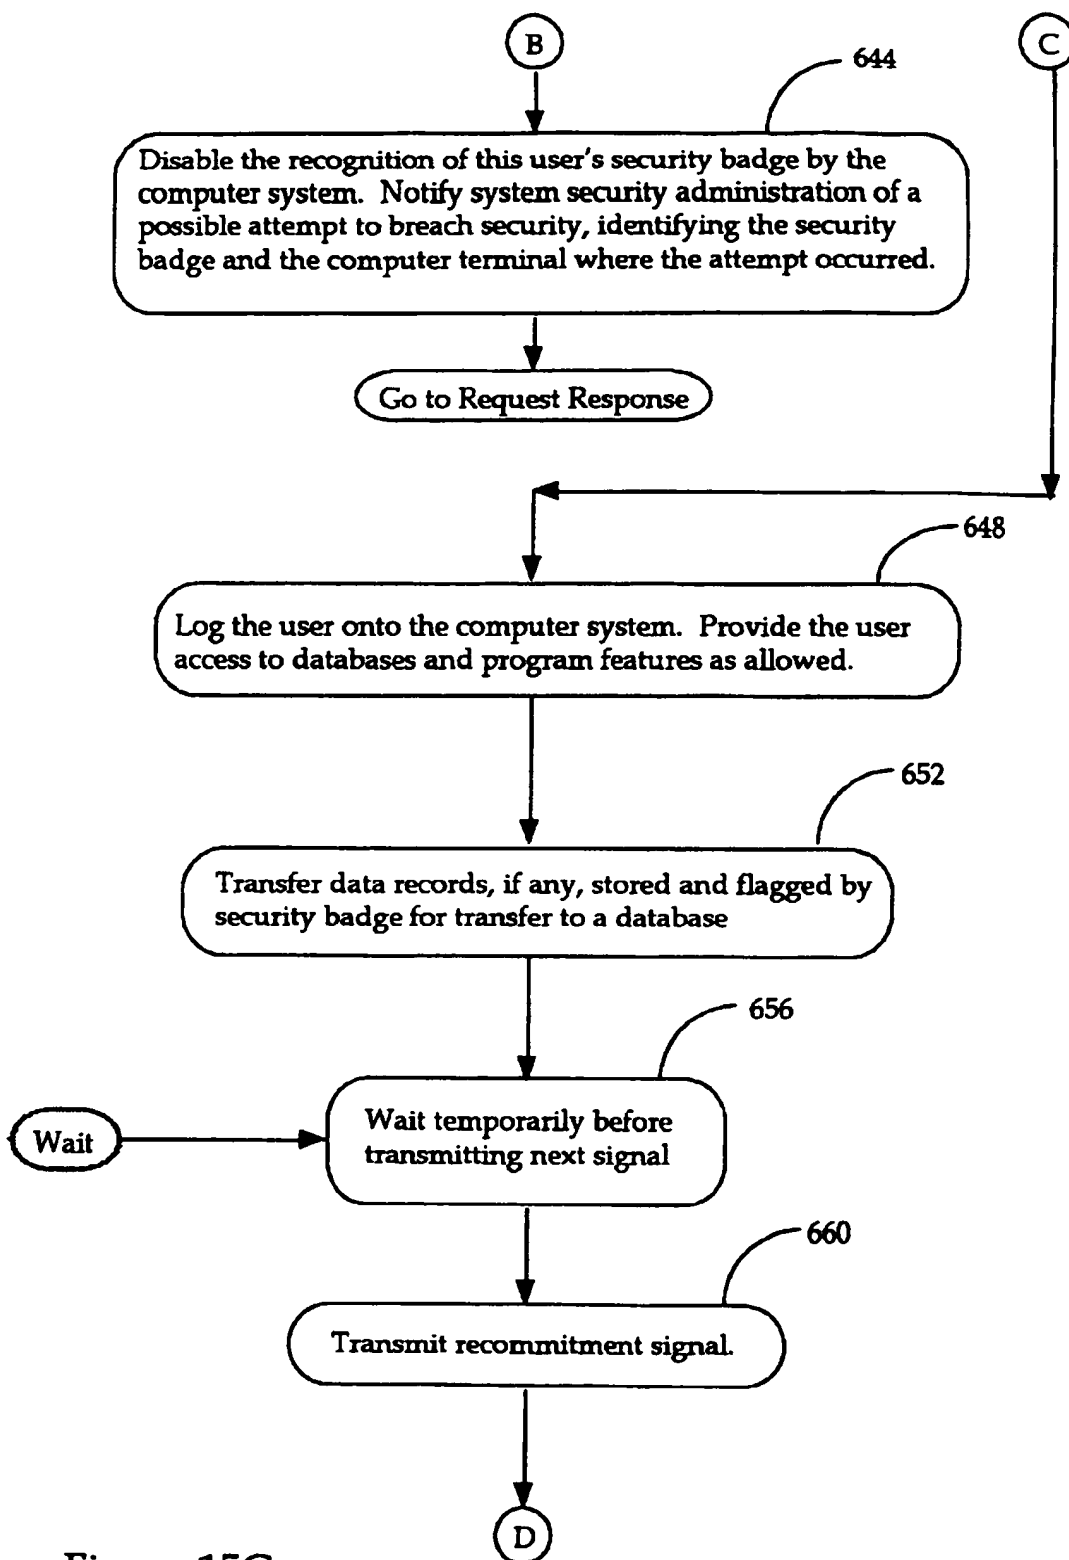 B
C
644
Disable the recognition of this user's security badge by the
computer system. Notify system security administration of a
possible attempt to breach security, identifying the security
badge and the computer terminal where the attempt occurred.
Go to Request Response
648
Log the user onto the computer system. Provide the user
access to databases and program features as allowed.
652
Transfer data records, if any, stored and flagged by
security badge for transfer to a database
656
Wait
Wait temporarily before
transmitting next signal
660
Transmit recommitment signal.
D